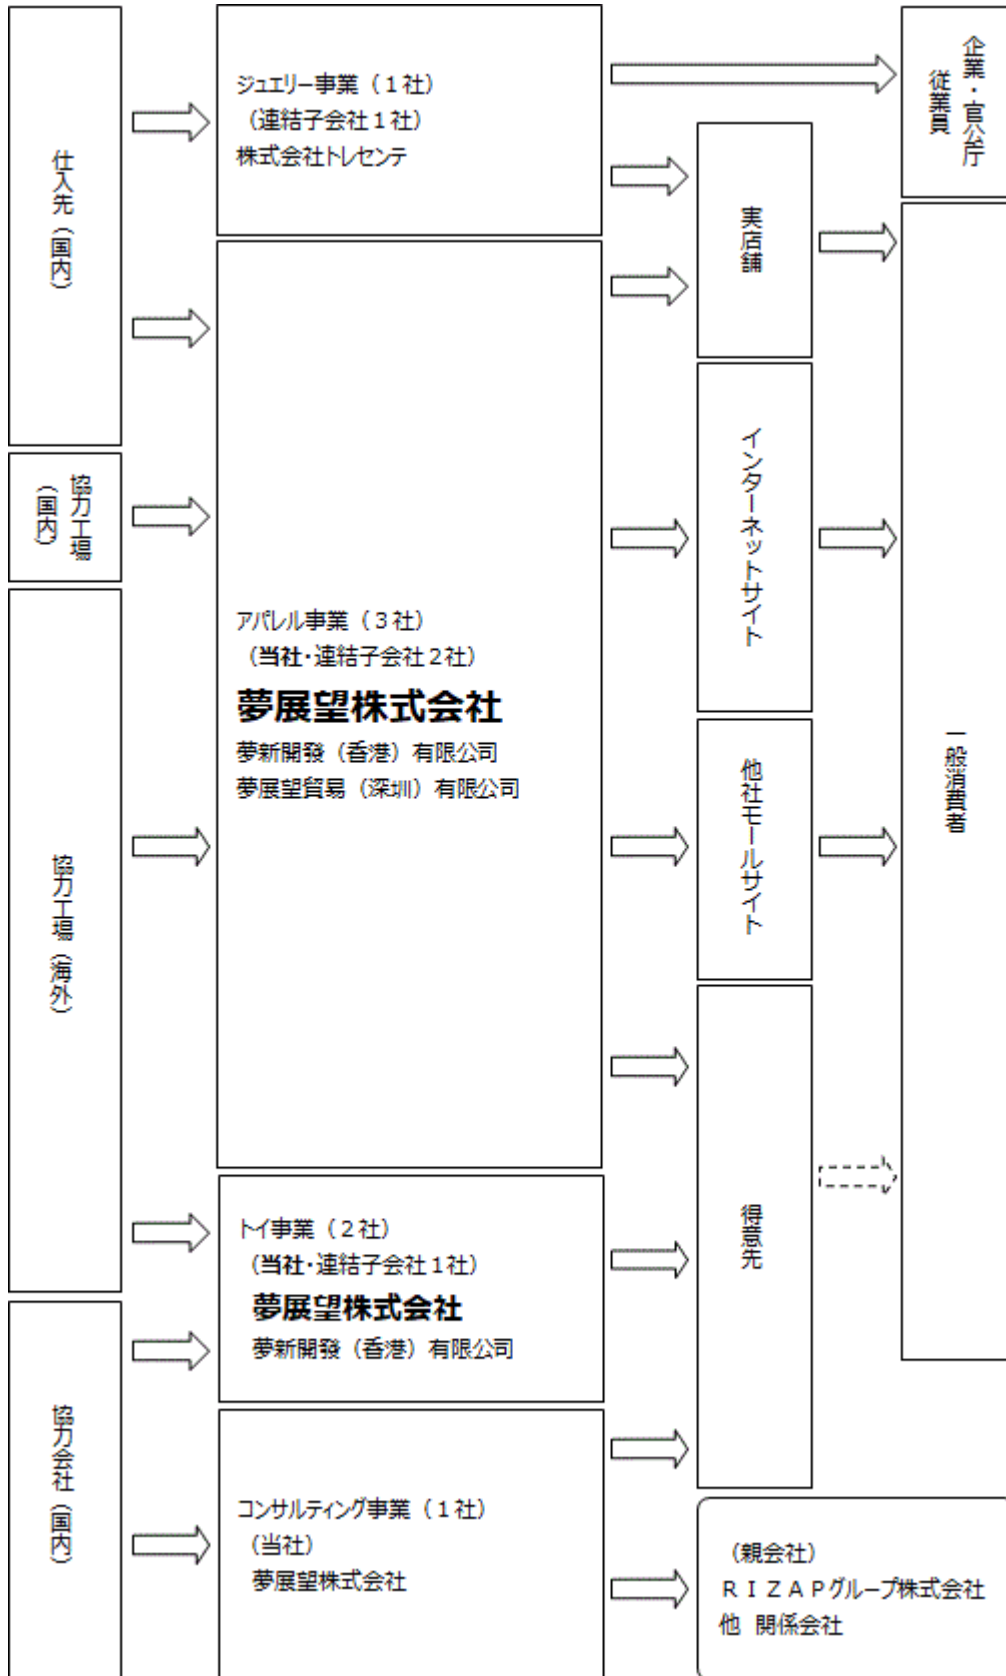 仕入先（国内）
協力工場
（国内）
協力工場（海外）
協力会社（国内）
ジュエリー事業（１社）
（連結子会社１社）
株式会社トレセンテ
アパレル事業（３社）
（当社・連結子会社２社）
夢展望株式会社
夢新開發（香港）有限公司
夢展望貿易（深圳）有限公司
トイ事業（２社）
（当社・連結子会社１社）
夢展望株式会社
夢新開發（香港）有限公司
コンサルティング事業（１社）
（当社）
夢展望株式会社
実店舗
インターネットサイト
他社モールサイト
得意先
（親会社）
ＲＩＺＡＰグループ株式会社
他 関係会社
企業・官公庁
従業員
一般消費者